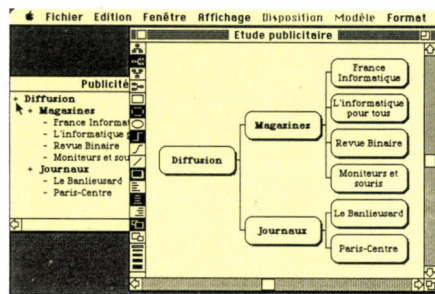 Fichier Edition Fenêtre Affichage Disposition Modèle Format
Etude publicitaire
Publicité
+ Diffusion
+ Magazines
- France Informat
- L'informatique
- Revue Binaire
- Moniteurs et sou
+ Journaux
- Le Banlieusard
- Paris-Centre
Diffusion
Magazines
Journaux
France
Informatique
L'informatique
pour tous
Revue Binaire
Moniteurs et
souris
Le Banlieusard
Paris-Centre